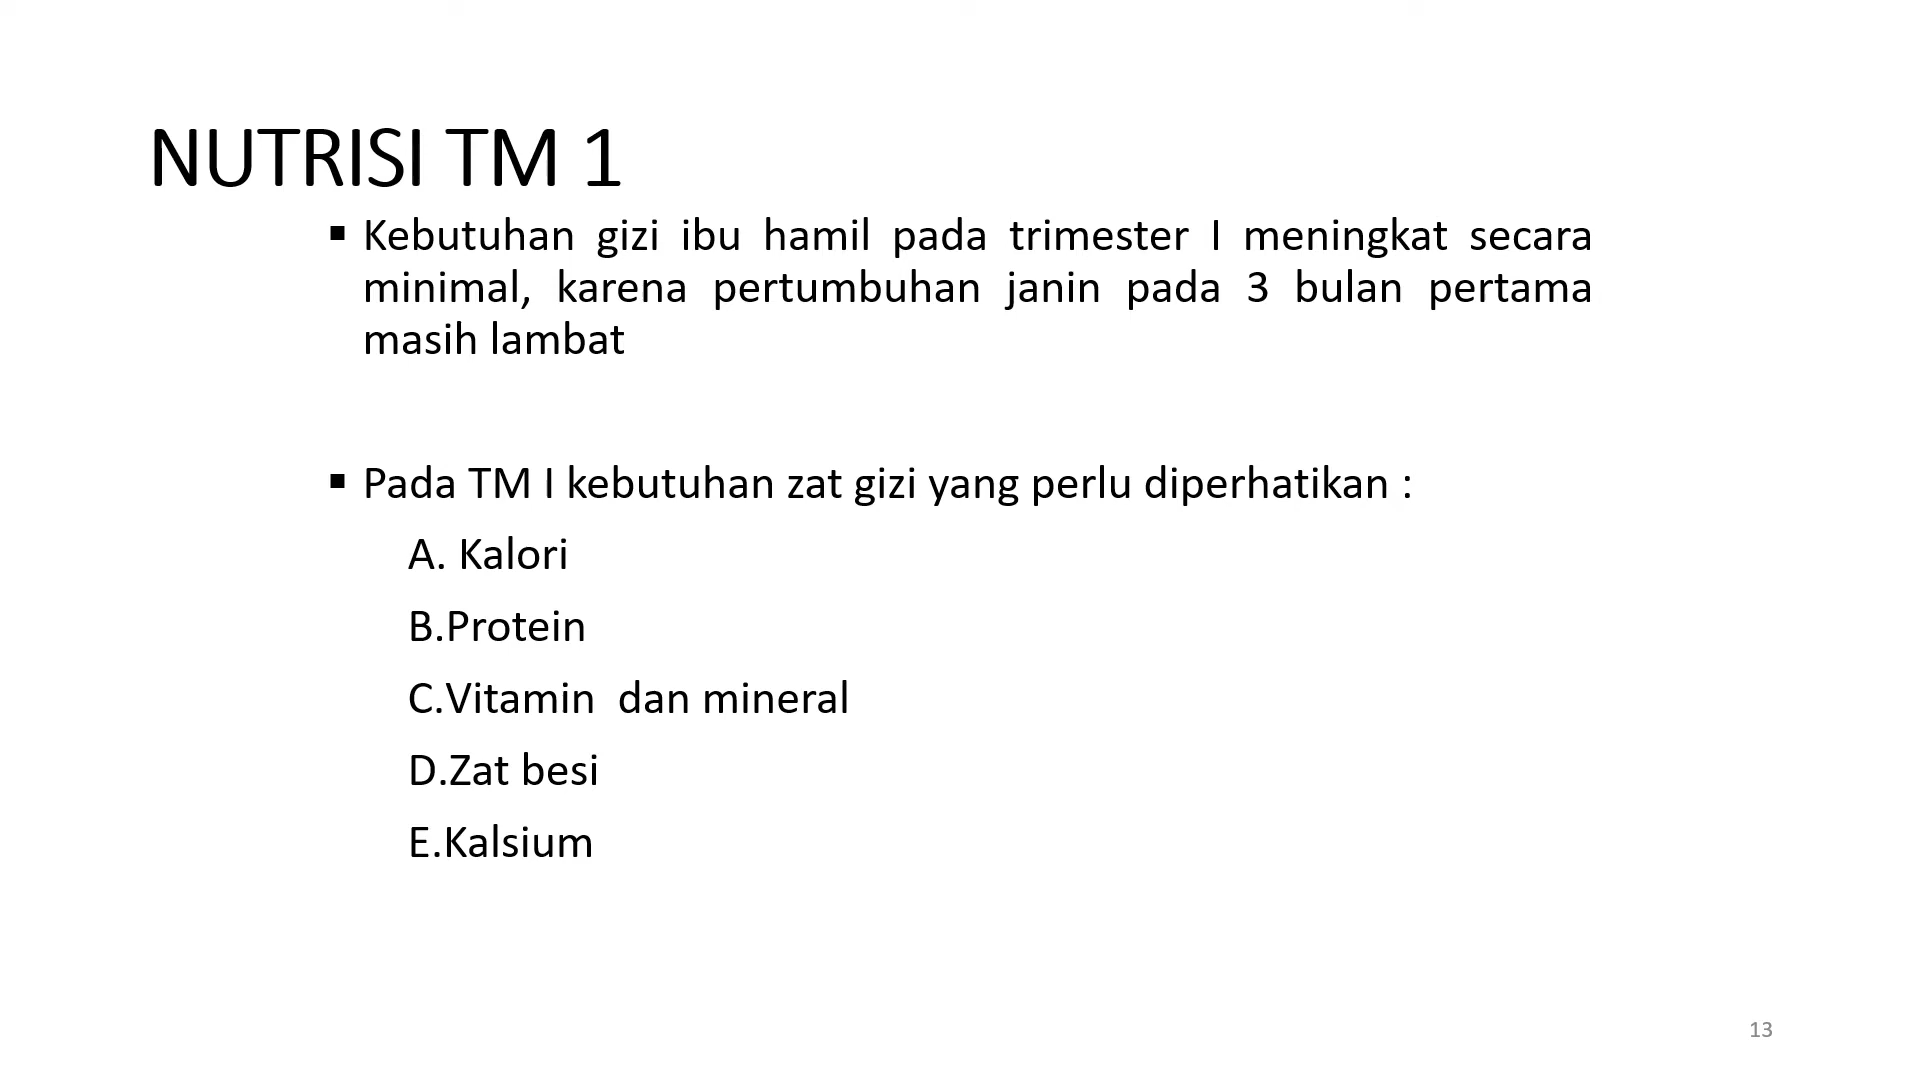 NUTRISI TM 1
▪ Kebutuhan gizi ibu hamil pada trimester I meningkat secara
minimal, karena pertumbuhan janin pada 3 bulan pertama
masih lambat
▪ Pada TM I kebutuhan zat gizi yang perlu diperhatikan :
A. Kalori
B.Protein
C.Vitamin  dan mineral
D.Zat besi
E.Kalsium
13